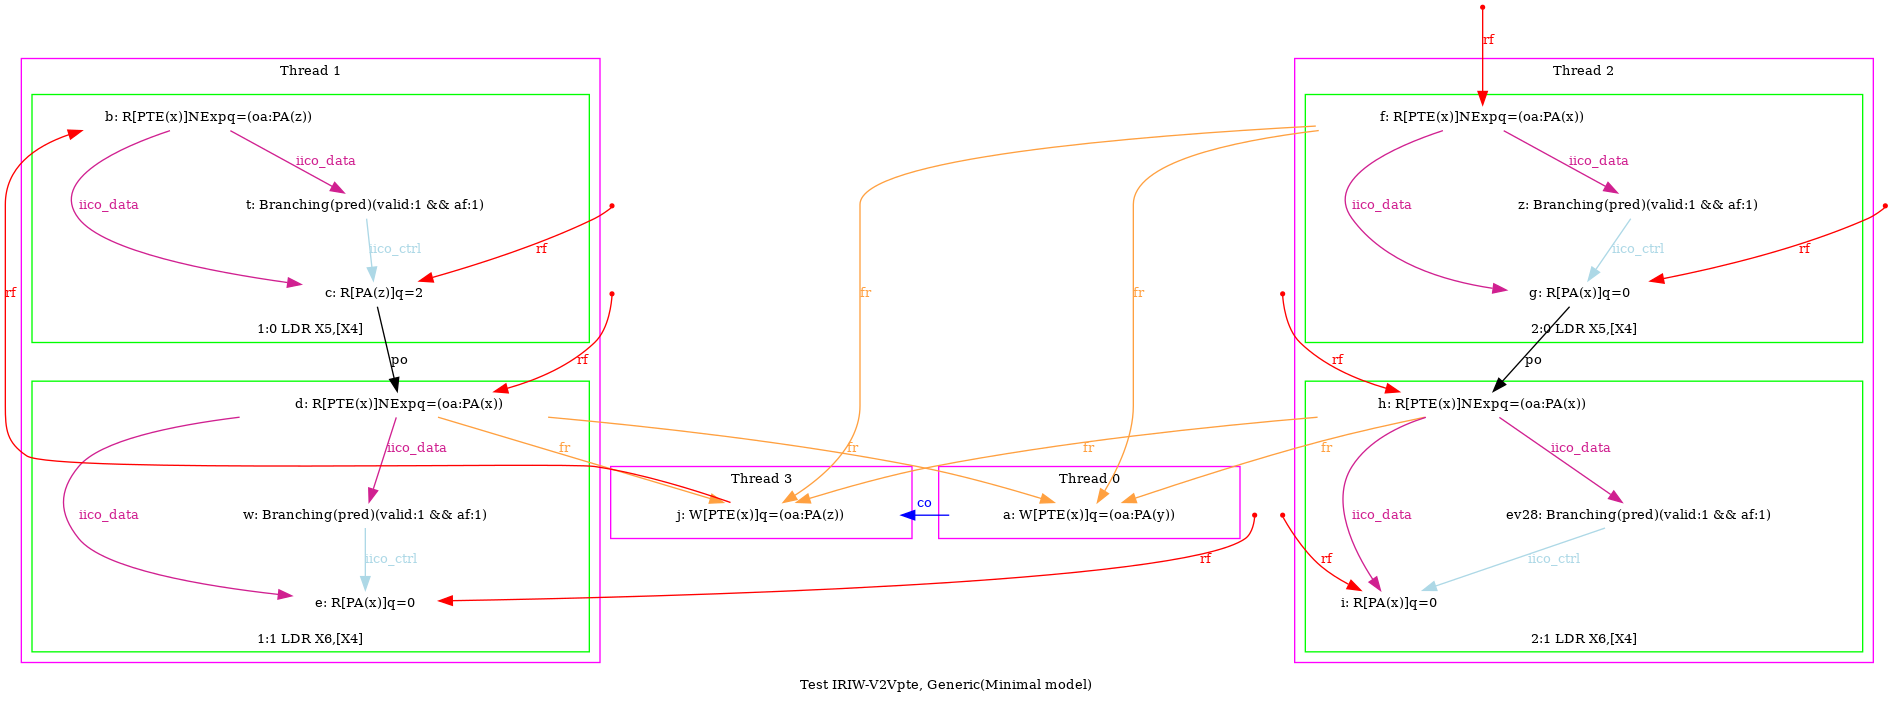 rf
Thread 1
Thread 2
b: R[PTE(x)]NExpq=(oa:PA(z))
f: R[PTE(x)]NExpq=(oa:PA(x))
iico_data
iico_data
iico_data
t: Branching(pred)(valid:1 && af:1)
iico_data
z: Branching(pred)(valid:1 && af:1)
iico_ctrl
rf
iico_ctrl
rf
rf
c: R[PA(z)]q=2
fr
fr
g: R[PA(x)]q=0
1:0 LDR X5,[X4]
2:0 LDR X5,[X4]
po
rf
rf
po
d: R[PTE(x)]NExpq=(oa:PA(x))
h: R[PTE(x)]NExpq=(oa:PA(x))
iico_data
fr
fr
fr
fr
iico_data
Thread 3
Thread 0
co
iico_data
w: Branching(pred)(valid:1 && af:1)
j: W[PTE(x)]q=(oa:PA(z))
a: W[PTE(x)]q=(oa:PA(y))
iico_data
ev28: Branching(pred)(valid:1 && af:1)
iico_ctrl
rf
rf
iico_ctrl
e: R[PA(x)]q=0
i: R[PA(x)]q=0
1:1 LDR X6,[X4]
2:1 LDR X6,[X4]
Test IRIW-V2Vpte, Generic(Minimal model)